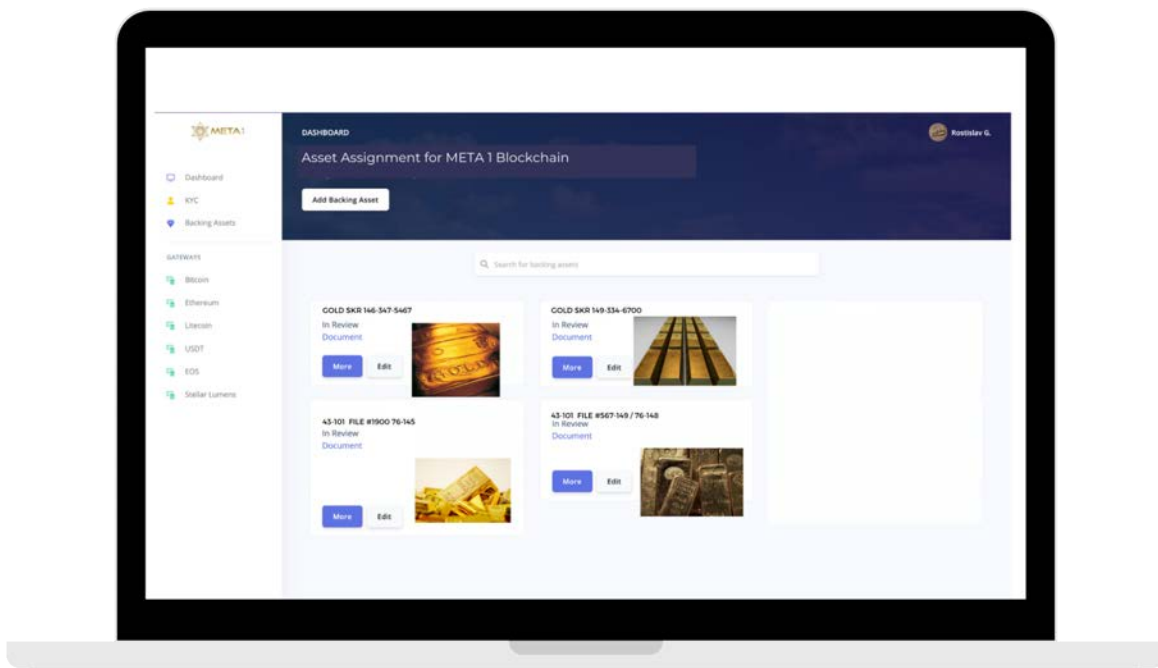 META 1
DASHBOARD
Rostislav G.
Asset Assignment for META 1 Blockchain
Add Backing Asset
Dashboard
KYC
Backing Assets
GATEWAYS
Bitcoin
Ethereum
Litecoin
USDT
EOS
Stellar Lumens
Search for backing assets
GOLD SKR 146-347-5467
In Review
Document
More Edit
GOLD SKR 149-334-6700
In Review
Document
More Edit
43-101 FILE #1900 76-145
In Review
Document
More Edit
43-101 FILE #567-149 / 76-148
In Review
Document
More Edit
GOLD